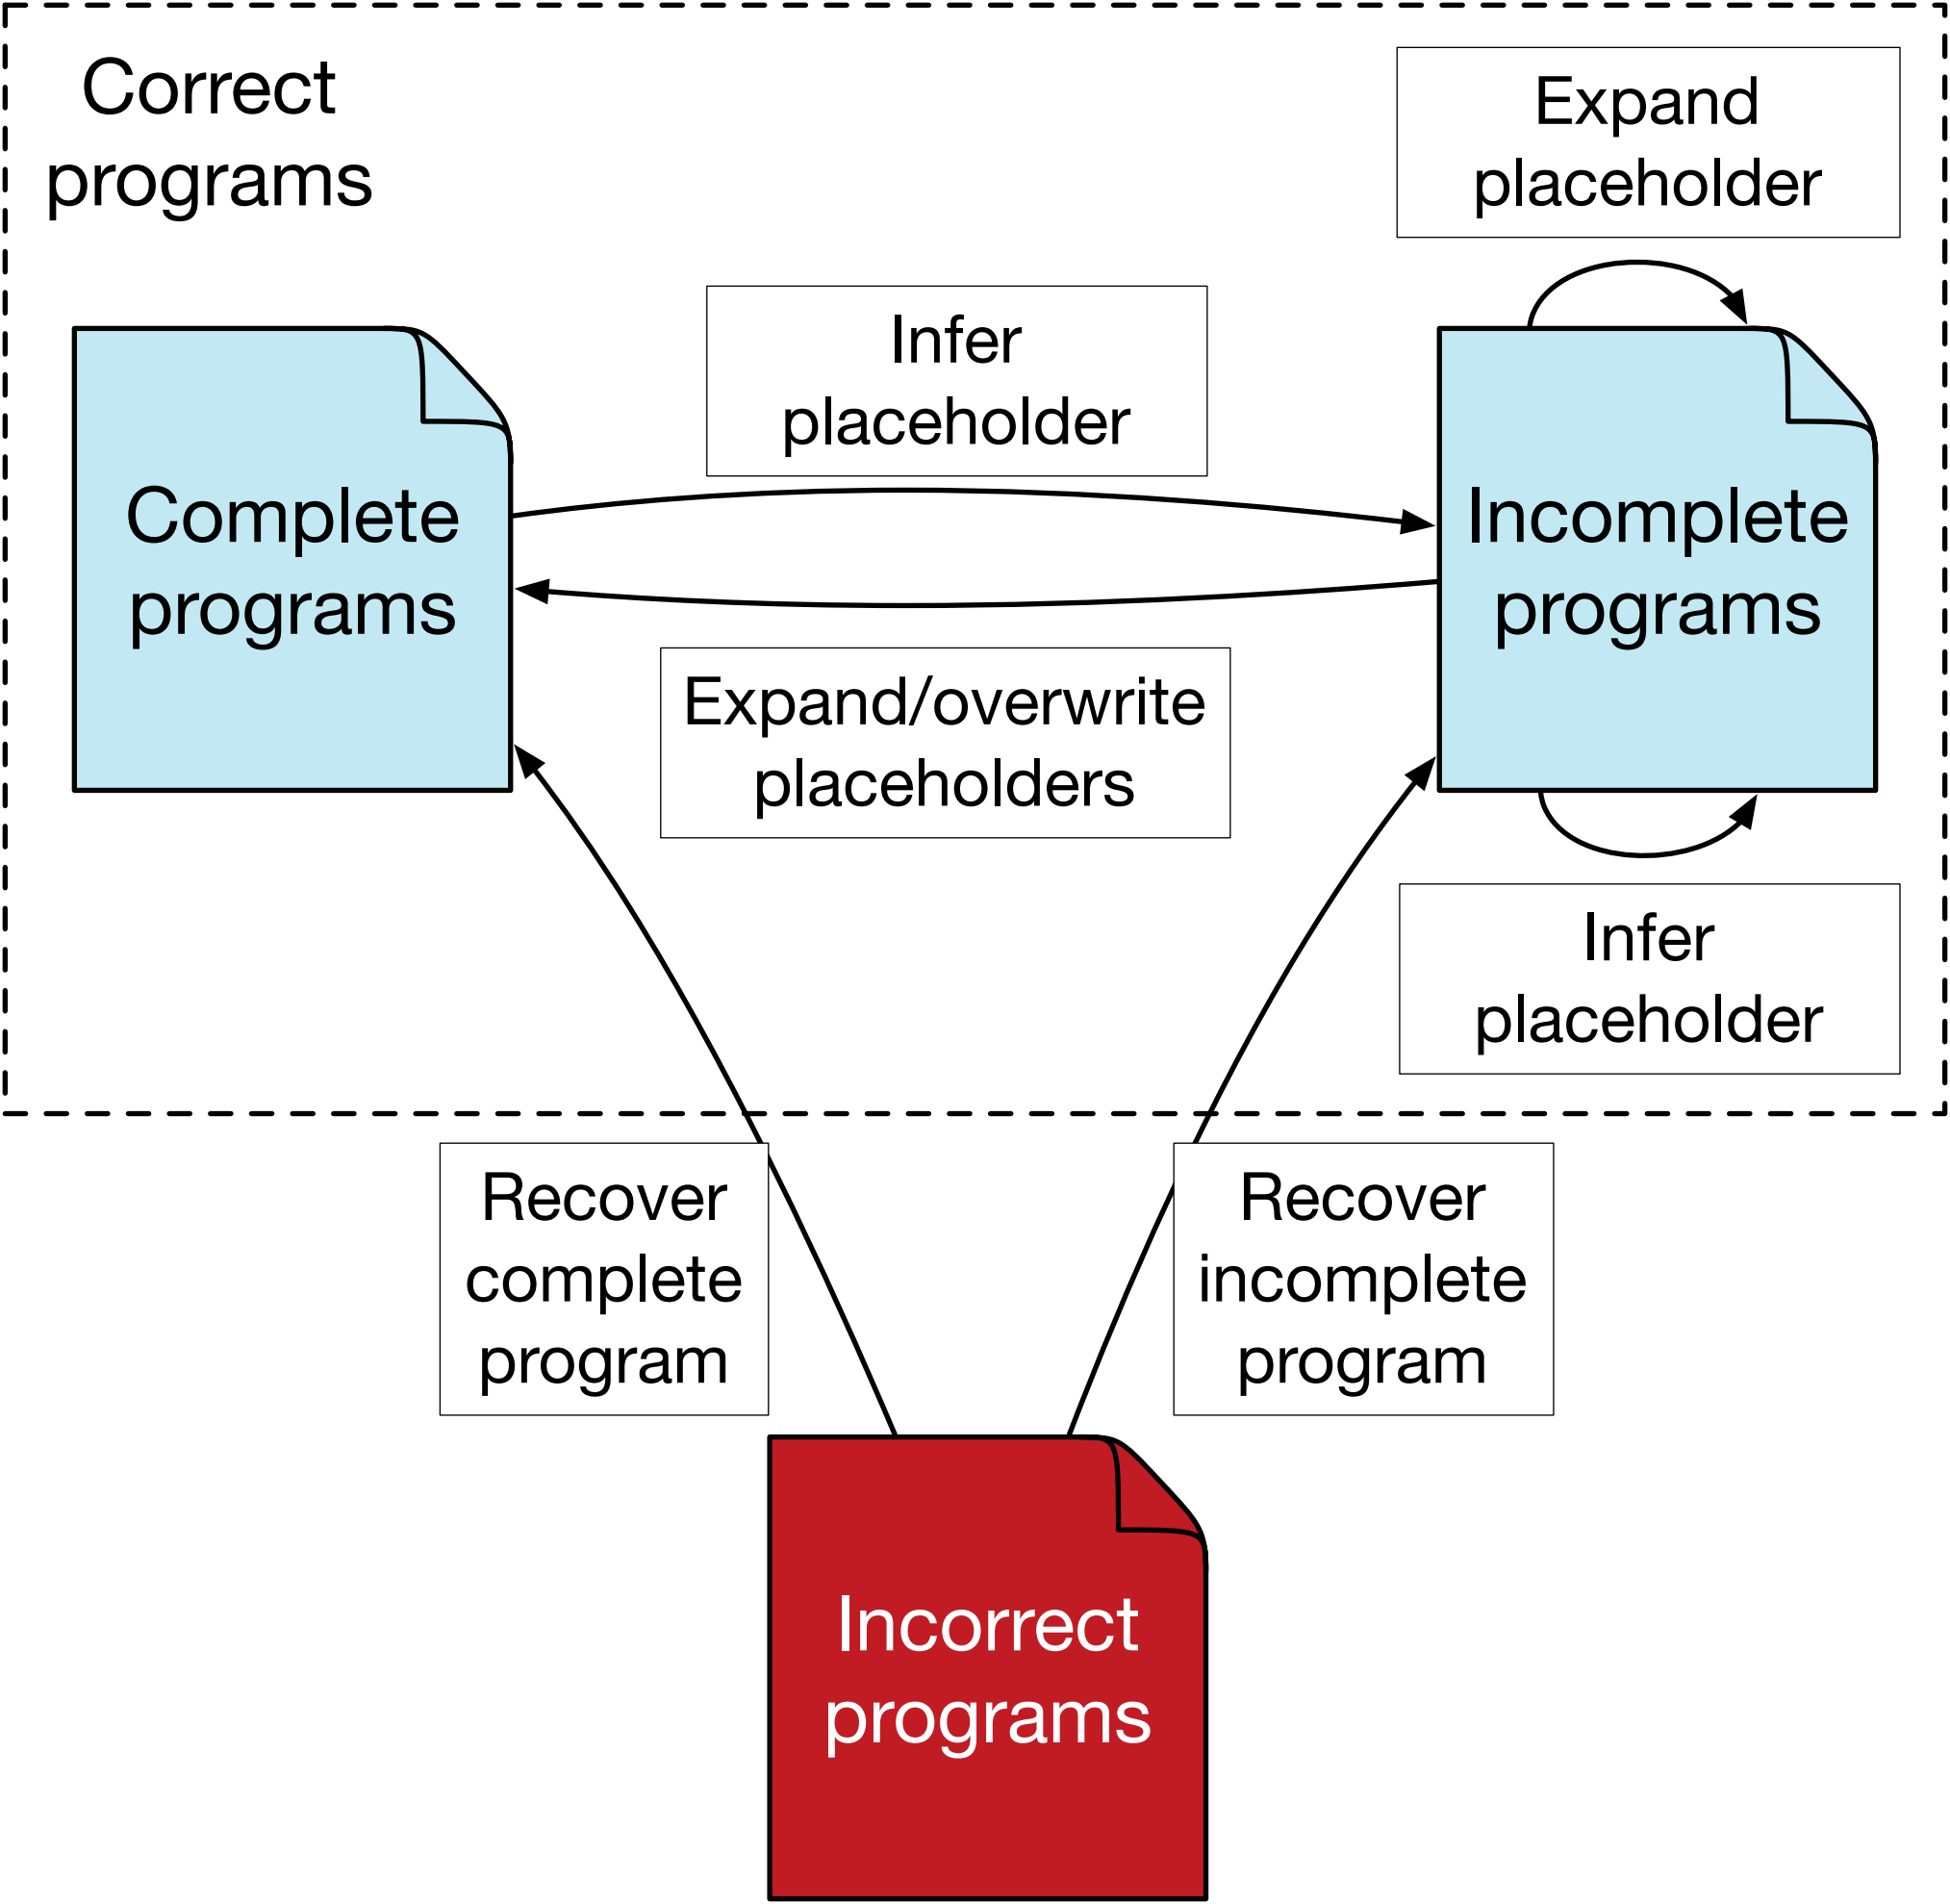 Correct
programs
Expand
placeholder
Infer
placeholder
Complete
programs
Incomplete
programs
Expand/overwrite
placeholders
Infer
placeholder
Recover
complete
program
Recover
incomplete
program
Incorrect
programs